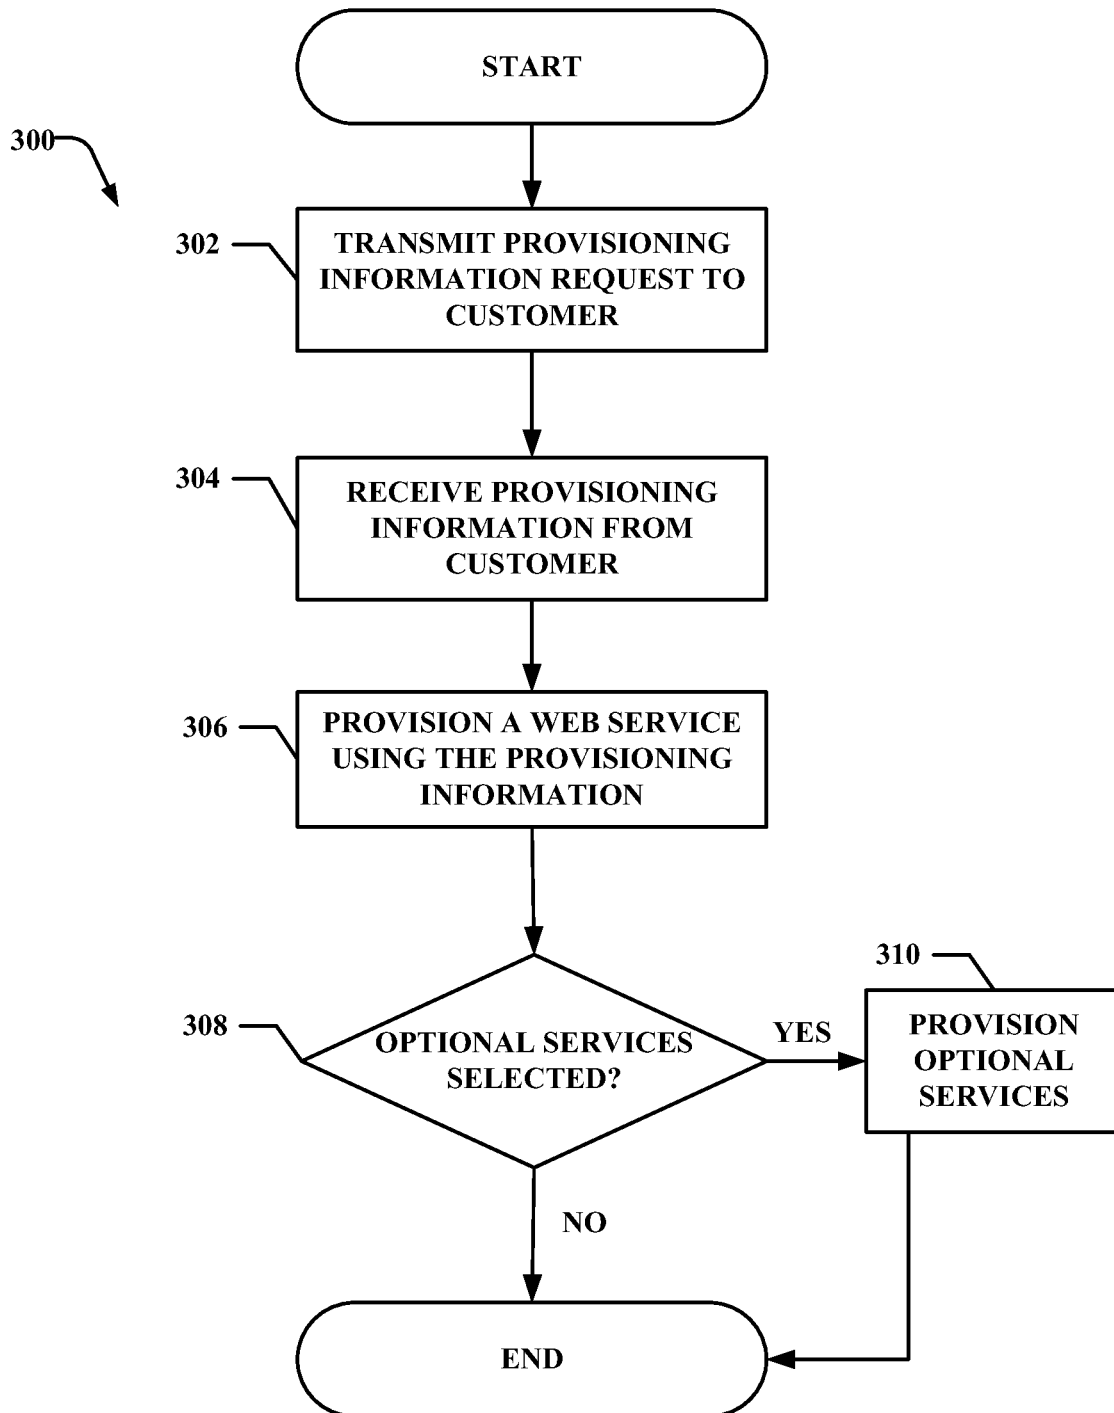 START
300
302
TRANSMIT PROVISIONING
INFORMATION REQUEST TO
CUSTOMER
304
RECEIVE PROVISIONING
INFORMATION FROM
CUSTOMER
306
PROVISION A WEB SERVICE
USING THE PROVISIONING
INFORMATION
308
OPTIONAL SERVICES
SELECTED?
YES
310
PROVISION
OPTIONAL
SERVICES
NO
END